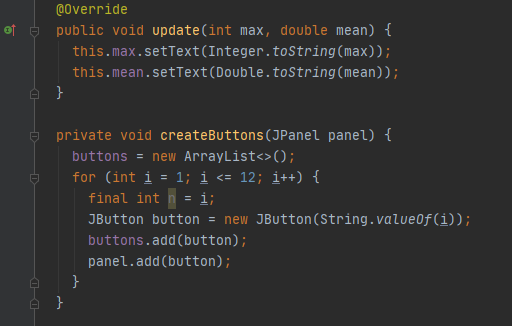 @Override
public void update(int max, double mean) {
  this.max.setText(Integer.toString(max));
  this.mean.setText(Double.toString(mean));
}

private void createButtons(JPanel panel) {
  buttons = new ArrayList<>();
  for (int i = 1; i <= 12; i++) {
    final int n = i;
    JButton button = new JButton(String.valueOf(i));
    buttons.add(button);
    panel.add(button);
  }
}